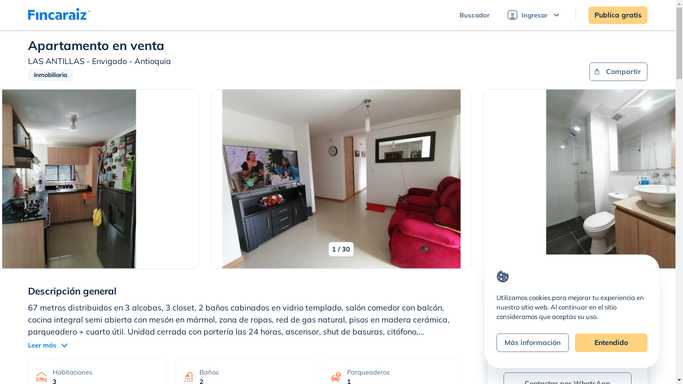 Fincaraiz
Buscador
Ingresar
Publica gratis
Apartamento en venta
LAS ANTILLAS - Envigado - Antioquia
Inmobiliaria
Compartir
1 / 30
Descripción general
67 metros distribuidos en 3 alcobas, 3 closet, 2 baños cabinados en vidrio templado, salón comedor con balcón,
cocina integral semi abierta con mesón en mármol, zona de ropas, red de gas natural, pisos en madera cerámica,
parqueadero + cuarto útil. Unidad cerrada con portería las 24 horas, ascensor, shut de basuras, citófono,...
Leer más
Habitaciones
3
Baños
2
Parqueaderos
1
Utilizamos cookies para mejorar tu experiencia en
nuestro sitio web. Al continuar en el sitio
consideramos que aceptas su uso.
Más información
Entendido
Contactar por WhatsApp